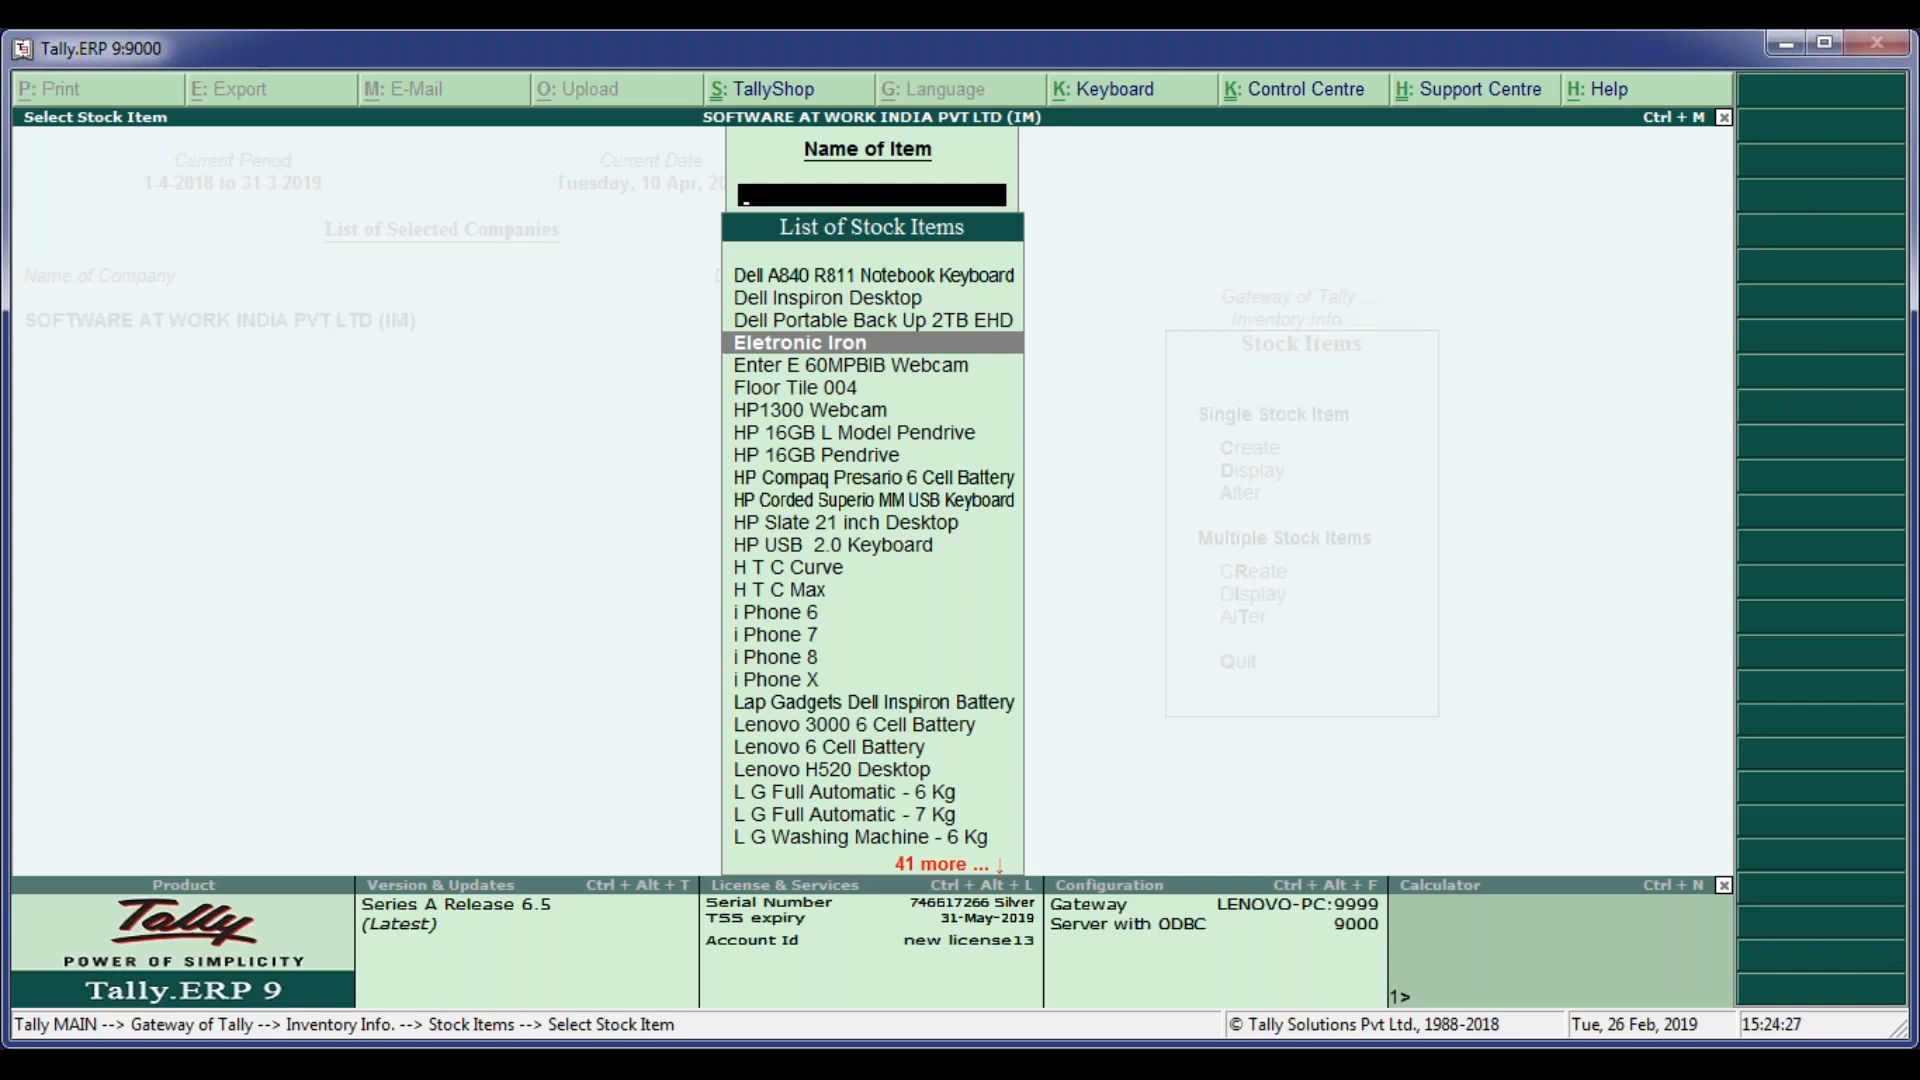 Tally.ERP 9:9000
P: Print E: Export M: E-Mail O: Upload S: TallyShop G: Language K: Keyboard K: Control Centre H: Support Centre H: Help
Select Stock Item SOFTWARE AT WORK INDIA PVT LTD (IM) Ctrl + M
Current Period
1-4-2018 to 31-3-2019
Current Date
Tuesday, 10 Apr, 20
List of Selected Companies
Name of Company
SOFTWARE AT WORK INDIA PVT LTD (IM)
Name of Item
List of Stock Items
Dell A840 R811 Notebook Keyboard
Dell Inspiron Desktop
Dell Portable Back Up 2TB EHD
Eletronic Iron
Enter E 60MPBIB Webcam
Floor Tile 004
HP1300 Webcam
HP 16GB L Model Pendrive
HP 16GB Pendrive
HP Compaq Presario 6 Cell Battery
HP Corded Superio MM USB Keyboard
HP Slate 21 inch Desktop
HP USB  2.0 Keyboard
H T C Curve
H T C Max
i Phone 6
i Phone 7
i Phone 8
i Phone X
Lap Gadgets Dell Inspiron Battery
Lenovo 3000 6 Cell Battery
Lenovo 6 Cell Battery
Lenovo H520 Desktop
L G Full Automatic - 6 Kg
L G Full Automatic - 7 Kg
L G Washing Machine - 6 Kg
41 more ... ↓
Gateway of Tally ......
Inventory Info. ......
Stock Items
Single Stock Item
Create
Display
Alter
Multiple Stock Items
CReate
DIsplay
AlTer
Quit
Product
Tally
POWER OF SIMPLICITY
Tally.ERP 9
Version & Updates Ctrl + Alt + T
Series A Release 6.5
(Latest)
License & Services Ctrl + Alt + L
Serial Number 746617266 Silver
TSS expiry 31-May-2019
Account Id new license13
Configuration Ctrl + Alt + F
Gateway LENOVO-PC:9999
Server with ODBC 9000
Calculator Ctrl + N
1>
Tally MAIN --> Gateway of Tally --> Inventory Info. --> Stock Items --> Select Stock Item © Tally Solutions Pvt Ltd., 1988-2018 Tue, 26 Feb, 2019 15:24:27